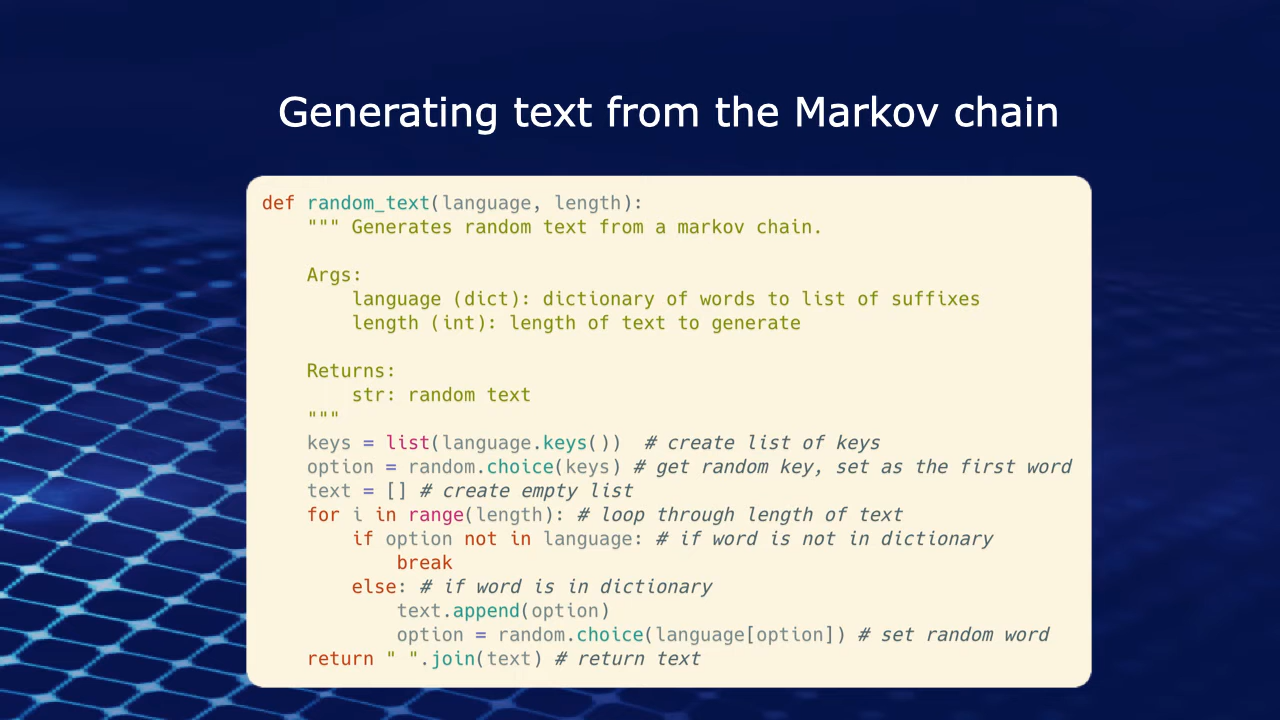 Generating text from the Markov chain
def random_text(language, length):
    """ Generates random text from a markov chain.

    Args:
        language (dict): dictionary of words to list of suffixes
        length (int): length of text to generate

    Returns:
        str: random text
    """
    keys = list(language.keys())  # create list of keys
    option = random.choice(keys) # get random key, set as the first word
    text = [] # create empty list
    for i in range(length): # loop through length of text
        if option not in language: # if word is not in dictionary
            break
        else: # if word is in dictionary
            text.append(option)
            option = random.choice(language[option]) # set random word
    return " ".join(text) # return text